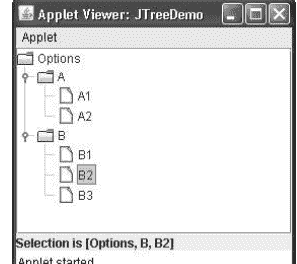 Applet Viewer: JTreeDemo
Applet
Options
A
A1
A2
B
B1
B2
B3
Selection is [Options, B, B2]
Applet started.